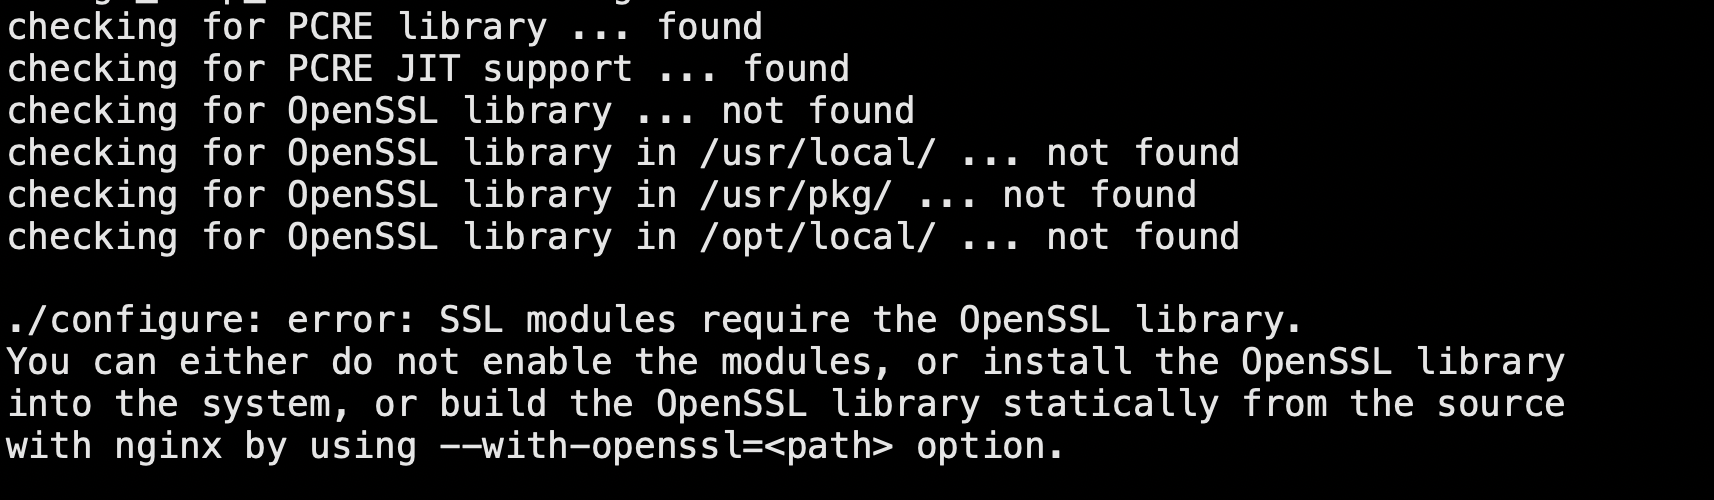 checking for PCRE library ... found
checking for PCRE JIT support ... found
checking for OpenSSL library ... not found
checking for OpenSSL library in /usr/local/ ... not found
checking for OpenSSL library in /usr/pkg/ ... not found
checking for OpenSSL library in /opt/local/ ... not found
./configure: error: SSL modules require the OpenSSL library.
You can either do not enable the modules, or install the OpenSSL library
into the system, or build the OpenSSL library statically from the source
with nginx by using --with-openssl=<path> option.